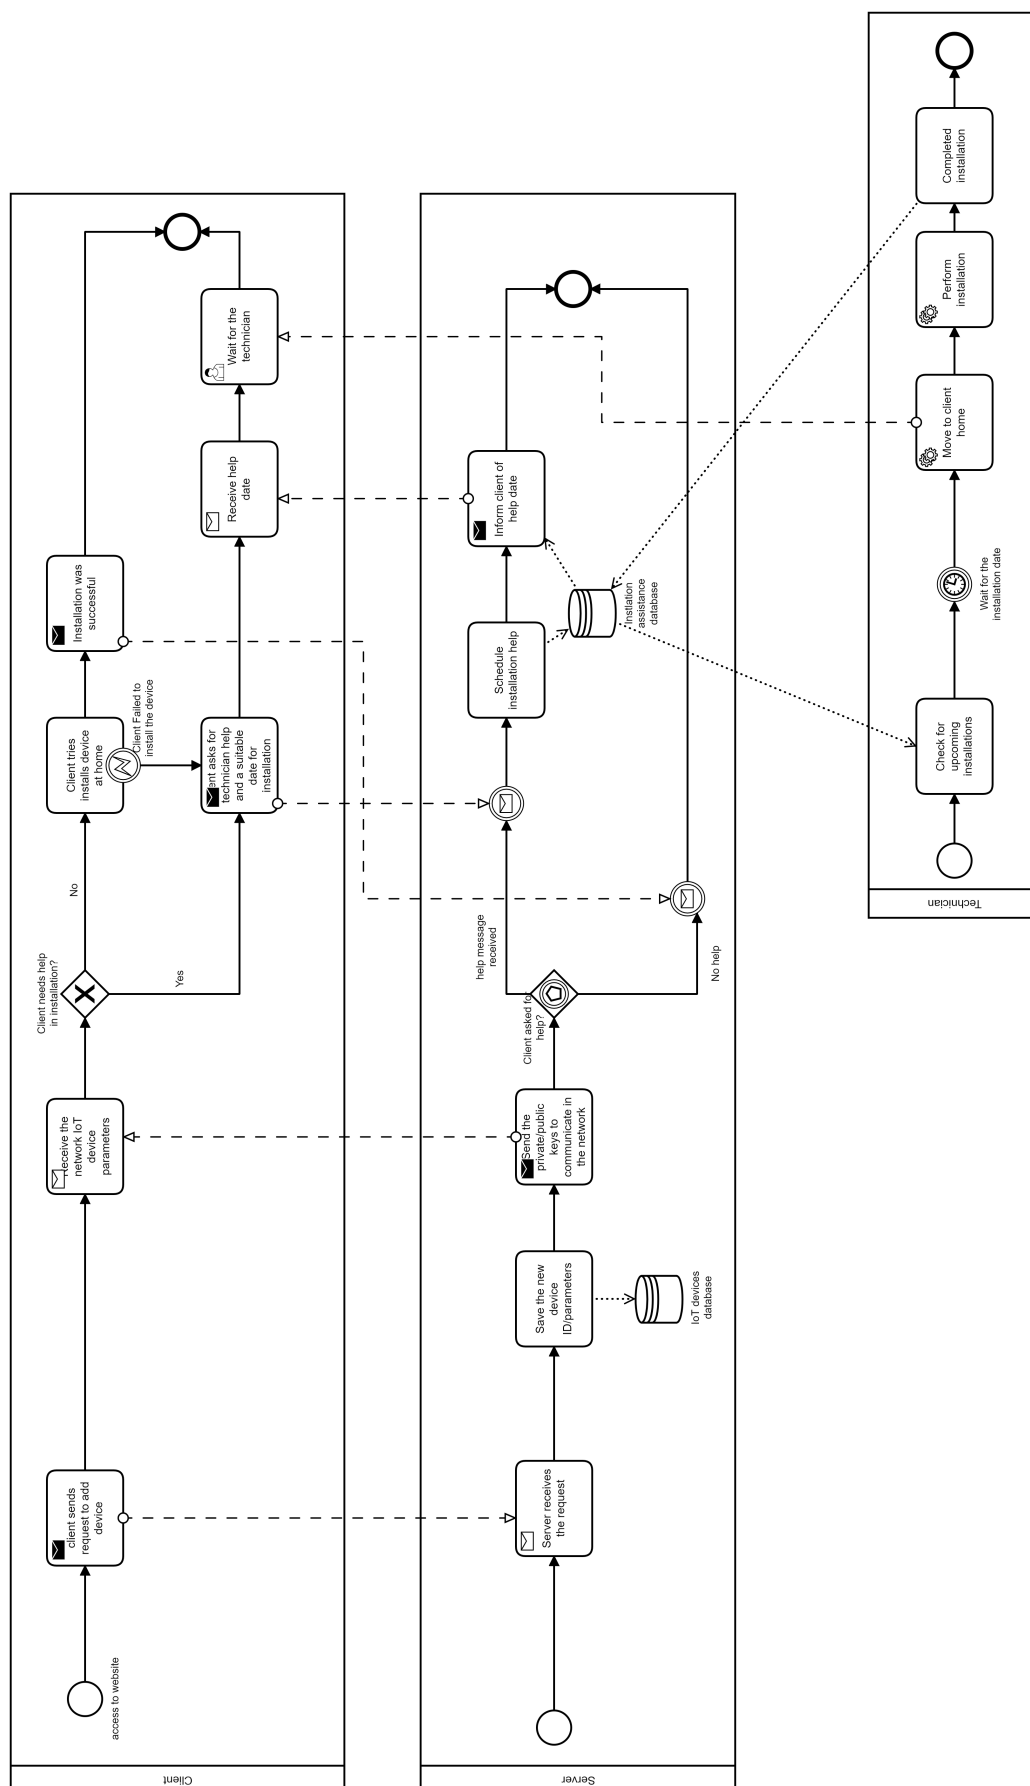 Client
access to website
client sends
request to add
device
Receive the
network IoT
device
parameters
Client needs help
in installation?
No
Yes
Client tries
installs device
at home
Client Failed to
install the device
ent asks for
technician help
and a suitable
date for
installation
Installation was
successful
Receive help
date
Wait for the
technician
Server
Server receives
the request
Save the new
device
ID/parameters
IoT devices
database
Send the
private/public
keys to
communicate in
the network
Client asked for
help?
help message
received
No help
Schedule
installation help
Instlation
assistance
database
Inform client of
help date
Technician
Check for
upcoming
installations
Wait for the
installation date
Move to client
home
Perform
installation
Completed
installation